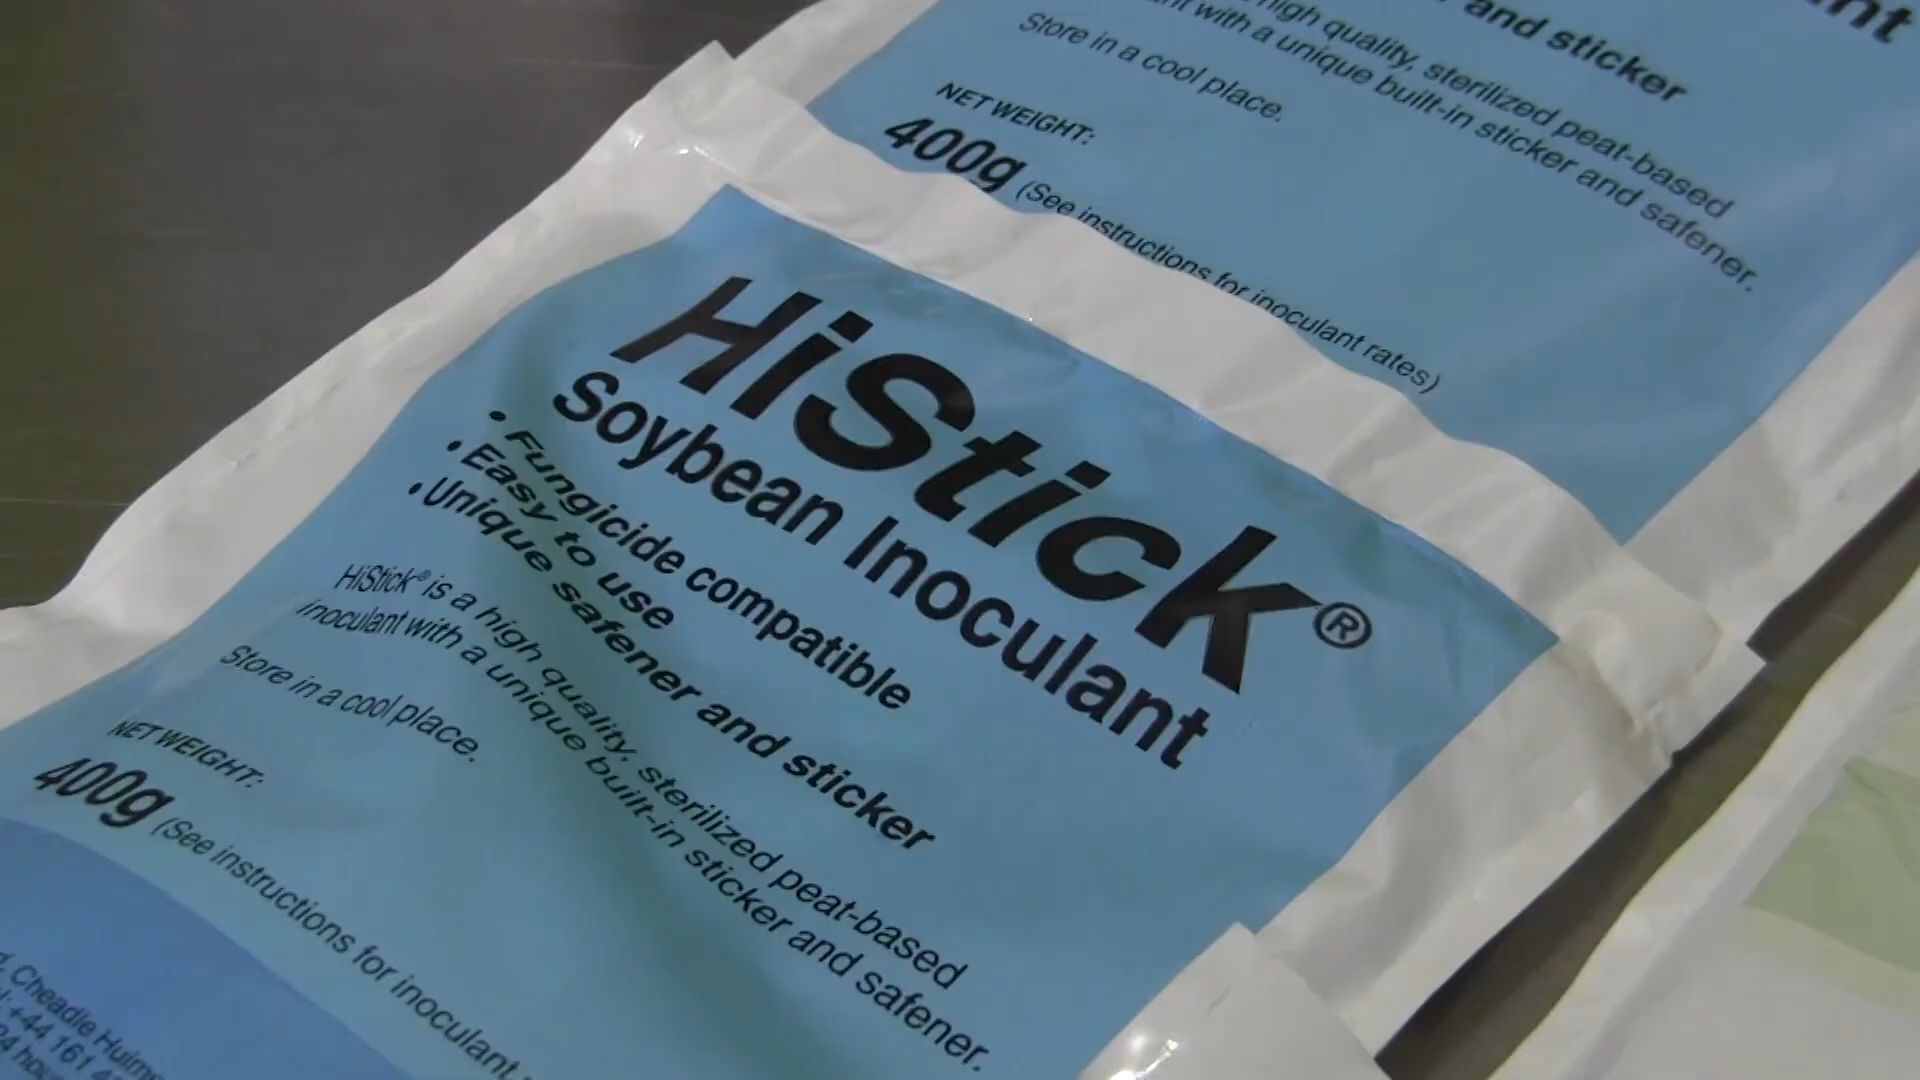 nt
and sticker
high quality, sterilized peat-based
with a unique built-in sticker and safener.
Store in a cool place.
NET WEIGHT:
400g (See instructions for inoculant rates)
HiStick®
Soybean Inoculant
• Fungicide compatible
• Easy to use
• Unique safener and sticker
HiStick® is a high quality, sterilized peat-based
inoculant with a unique built-in sticker and safener.
Store in a cool place.
NET WEIGHT:
400g (See instructions for inoculant
Cheadle Hulme
+44 161